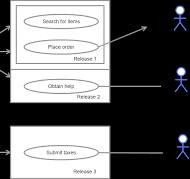 Search for items
Place order
Release 1
Obtain help
Release 2
Submit taxes
Release 3